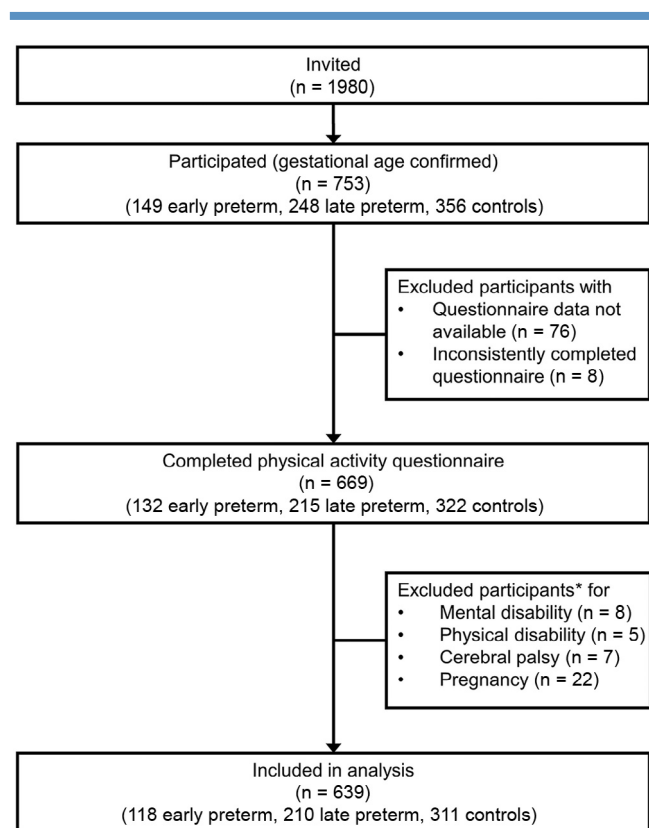 Invited
(n = 1980)
Participated (gestational age confirmed)
(n = 753)
(149 early preterm, 248 late preterm, 356 controls)
Excluded participants with
• Questionnaire data not
available (n = 76)
• Inconsistently completed
questionnaire (n = 8)
Completed physical activity questionnaire
(n = 669)
(132 early preterm, 215 late preterm, 322 controls)
Excluded participants* for
• Mental disability (n = 8)
• Physical disability (n = 5)
• Cerebral palsy (n = 7)
• Pregnancy (n = 22)
Included in analysis
(n = 639)
(118 early preterm, 210 late preterm, 311 controls)